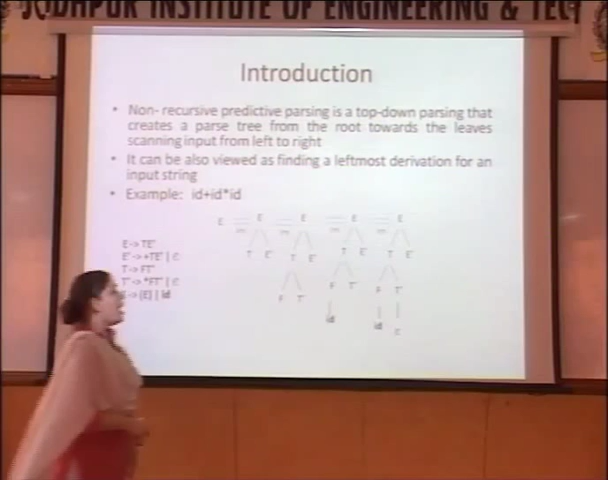 JODHPUR INSTITUTE OF ENGINEERING & TECH
Introduction
• Non- recursive predictive parsing is a top-down parsing that
creates a parse tree from the root towards the leaves
scanning input from left to right
• It can be also viewed as finding a leftmost derivation for an
input string
• Example: id+id*id
E E E E E
E -> TE'
E' -> +TE' | ε
T -> FT'
T' -> *FT' | ε
-> (E) | id
T E' T E' T E' T E'
F T' F T' F T'
id id ε